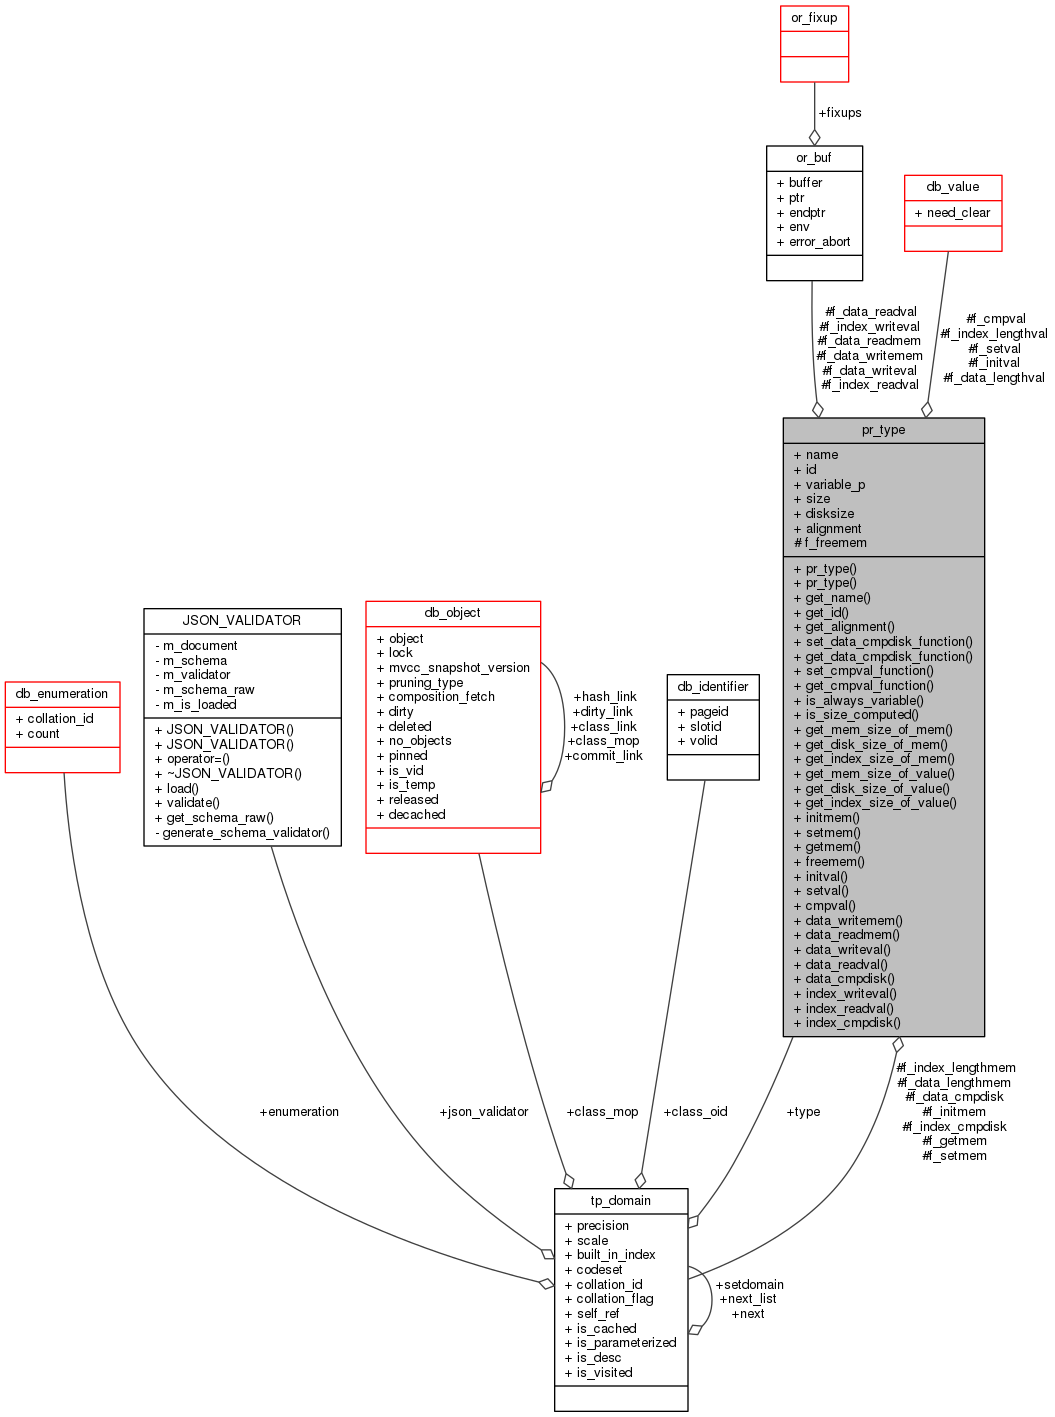 or_fixup
+fixups
or_buf
+ buffer
+ ptr
+ endptr
+ env
+ error_abort
db_value
+ need_clear
#f_data_readval
#f_index_writeval
#f_data_readmem
#f_data_writemem
#f_data_writeval
#f_index_readval
#f_cmpval
#f_index_lengthval
#f_setval
#f_initval
#f_data_lengthval
pr_type
+ name
+ id
+ variable_p
+ size
+ disksize
+ alignment
# f_freemem
+ pr_type()
+ pr_type()
+ get_name()
+ get_id()
+ get_alignment()
+ set_data_cmpdisk_function()
+ get_data_cmpdisk_function()
+ set_cmpval_function()
+ get_cmpval_function()
+ is_always_variable()
+ is_size_computed()
+ get_mem_size_of_mem()
+ get_disk_size_of_mem()
+ get_index_size_of_mem()
+ get_mem_size_of_value()
+ get_disk_size_of_value()
+ get_index_size_of_value()
+ initmem()
+ setmem()
+ getmem()
+ freemem()
+ initval()
+ setval()
+ cmpval()
+ data_writemem()
+ data_readmem()
+ data_writeval()
+ data_readval()
+ data_cmpdisk()
+ index_writeval()
+ index_readval()
+ index_cmpdisk()
db_enumeration
+ collation_id
+ count
JSON_VALIDATOR
- m_document
- m_schema
- m_validator
- m_schema_raw
- m_is_loaded
+ JSON_VALIDATOR()
+ JSON_VALIDATOR()
+ operator=()
+ ~JSON_VALIDATOR()
+ load()
+ validate()
+ get_schema_raw()
- generate_schema_validator()
db_object
+ object
+ lock
+ mvcc_snapshot_version
+ pruning_type
+ composition_fetch
+ dirty
+ deleted
+ no_objects
+ pinned
+ is_vid
+ is_temp
+ released
+ decached
+hash_link
+dirty_link
+class_link
+class_mop
+commit_link
db_identifier
+ pageid
+ slotid
+ volid
+enumeration
+json_validator
+class_mop
+class_oid
+type
#f_index_lengthmem
#f_data_lengthmem
#f_data_cmpdisk
#f_initmem
#f_index_cmpdisk
#f_getmem
#f_setmem
tp_domain
+ precision
+ scale
+ built_in_index
+ codeset
+ collation_id
+ collation_flag
+ self_ref
+ is_cached
+ is_parameterized
+ is_desc
+ is_visited
+setdomain
+next_list
+next